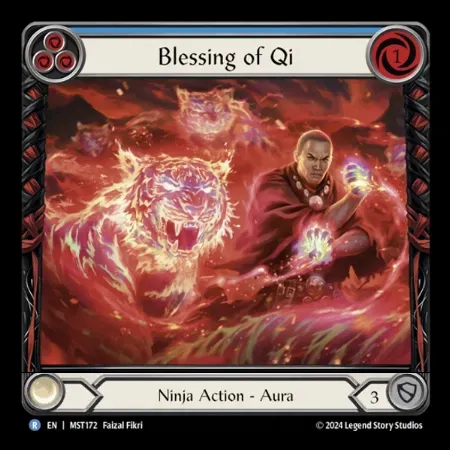 Blessing of Qi
1
Ninja Action - Aura
3
R EN | MST172 Faizal Fikri
© 2024 Legend Story Studios